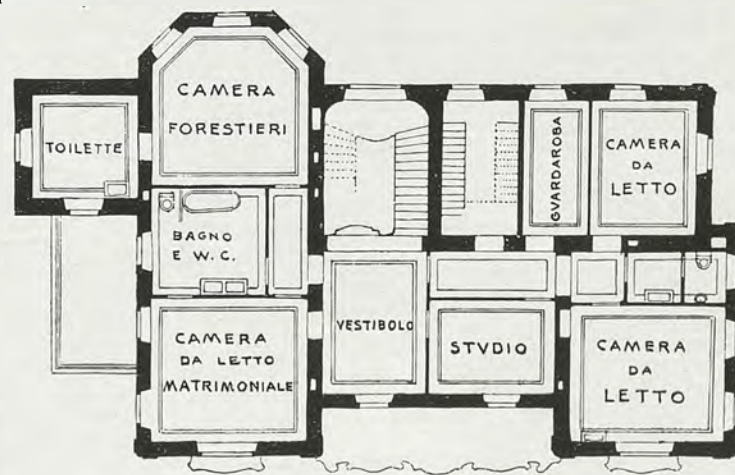 CAMERA
FORESTIERI
TOILETTE
GVARDAROBA
CAMERA
DA
LETTO
BAGNO
E W. C.
CAMERA
DA LETTO
MATRIMONIALE
VESTIBOLO
STVDIO
CAMERA
DA
LETTO